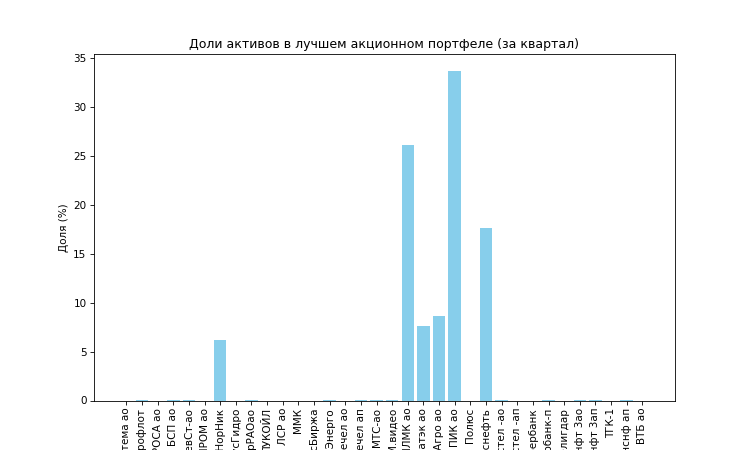 Доли активов в лучшем акционном портфеле (за квартал)
35
30
25
20
15
10
5
0
Доля (%)
тема ао
рофлот
РОСА ао
БСП ао
евСт-ао
ПРОМ ао
НорНик
сГидро
рРАОао
ЛУКОЙЛ
ЛСР ао
ММК
сБиржа
Энерго
ечел ао
ечел ап
МТС-ао
М.видео
ЛМК ао
атэк ао
Агро ао
ПИК ао
Полюс
снефть
стел -ао
стел -ап
ербанк
рбанк-п
лигдар
нфт 3ао
нфт 3ап
ТГК-1
нснф ап
ВТБ ао